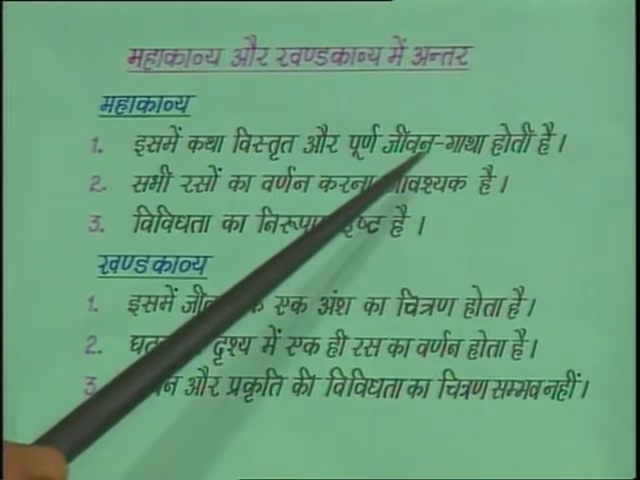 महाकाव्य और खण्डकाव्य में अन्तर
महाकाव्य
1. इसमें कथा विस्तृत और पूर्ण जीवन-गाथा होती है।
2. सभी रसों का वर्णन करना आवश्यक है।
3. विविधता का है।
खण्डकाव्य
1. इसमें एक अंश का चित्रण होता है।
2. दृश्य में एक ही रस का वर्णन होता है।
3. और प्रकृति की विविधता का चित्रण सम्भव नहीं।